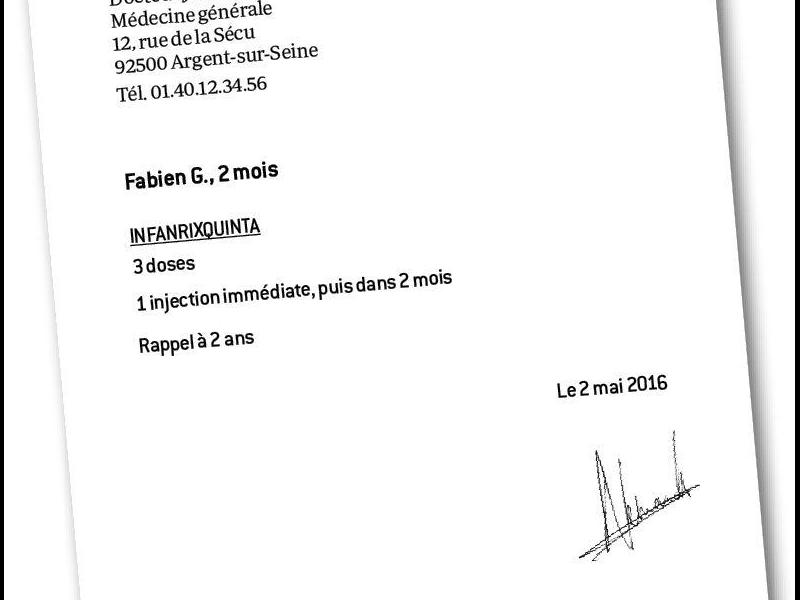 Médecine générale
12, rue de la Sécu
92500 Argent-sur-Seine
Tél. 01.40.12.34.56
Fabien G., 2 mois
INFANRIXQUINTA
3 doses
1 injection immédiate, puis dans 2 mois
Rappel à 2 ans
Le 2 mai 2016